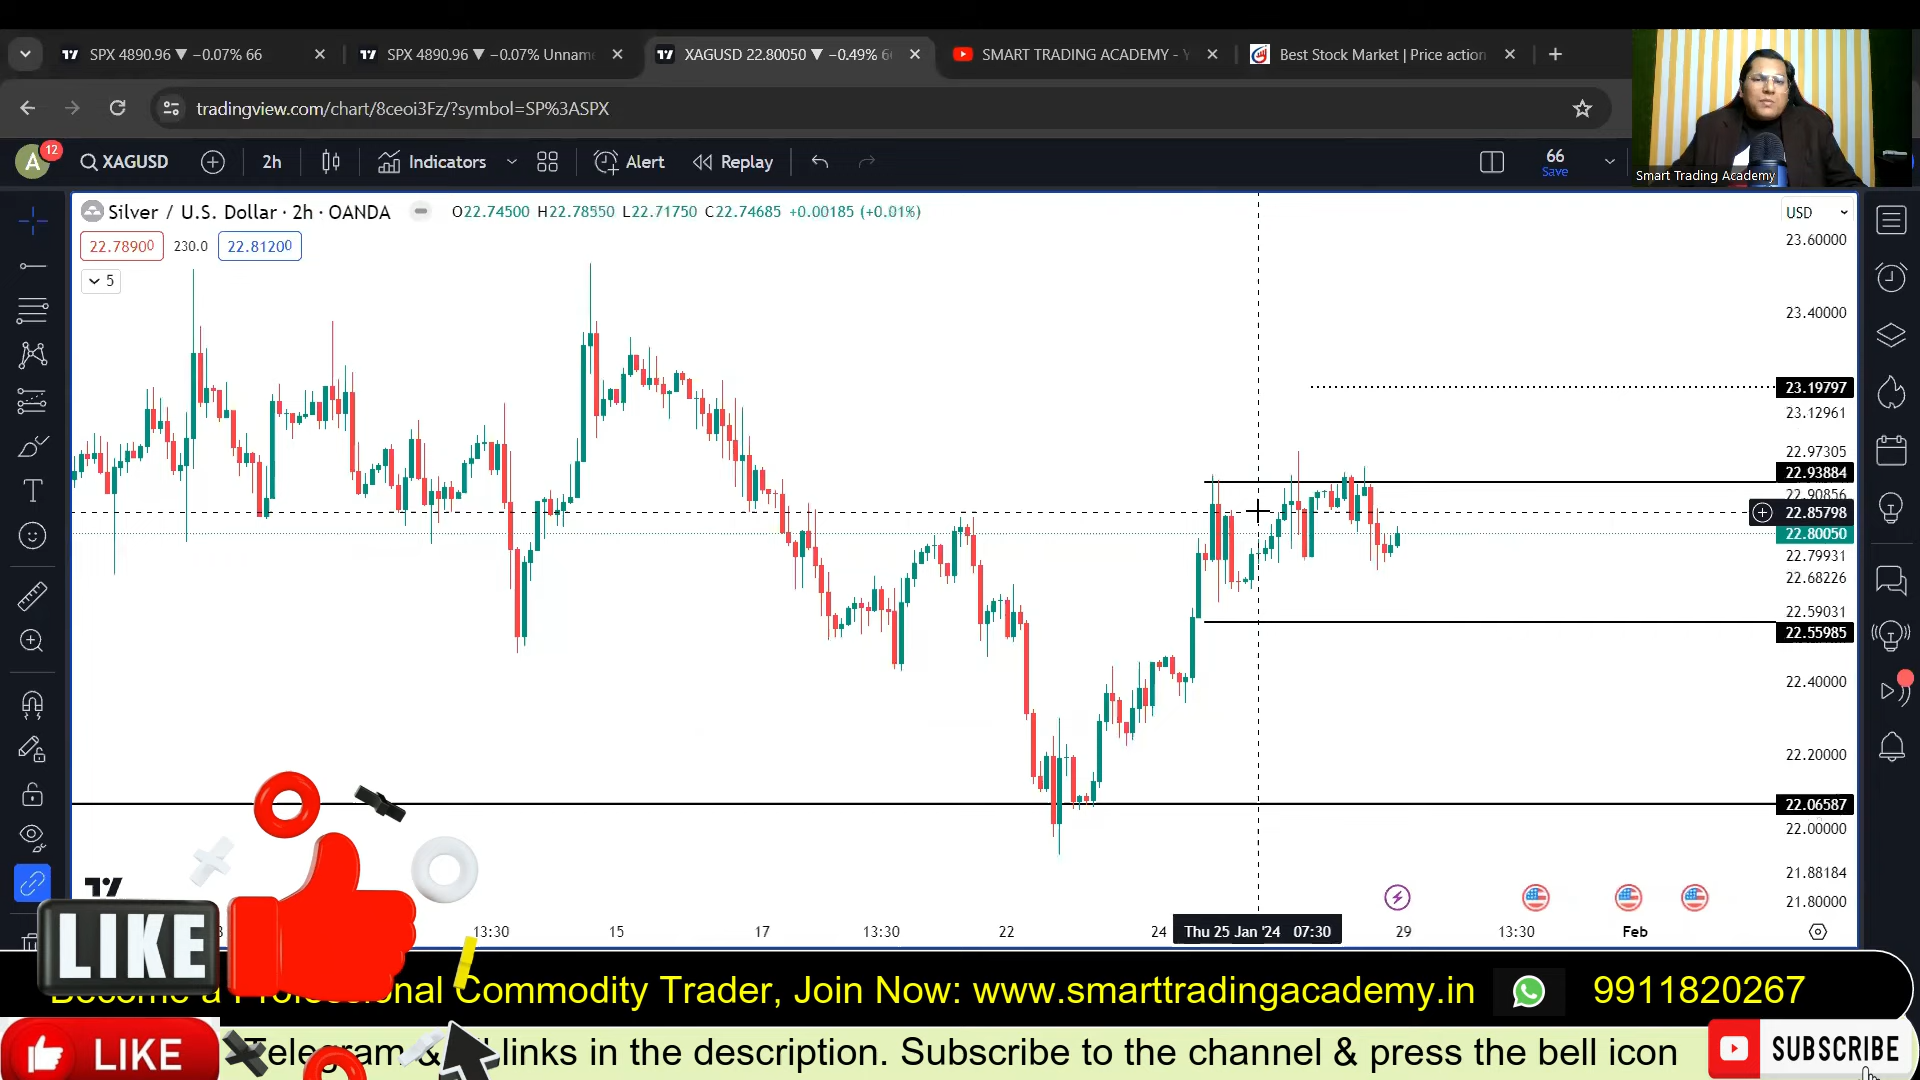 SPX 4890.96 ▼ −0.07% 66
SPX 4890.96 ▼ −0.07% Unnam
XAGUSD 22.80050 ▼ −0.49% 6
SMART TRADING ACADEMY - Y
Best Stock Market | Price action
tradingview.com/chart/8ceoi3Fz/?symbol=SP%3ASPX
A
12
XAGUSD
2h
Indicators
Alert
Replay
66
Save
Smart Trading Academy
Silver / U.S. Dollar · 2h · OANDA
O22.74500 H22.78550 L22.71750 C22.74685 +0.00185 (+0.01%)
22.78900
230.0
22.81200
5
USD
23.60000
23.40000
23.19797
23.12961
22.97305
22.93884
22.90856
22.85798
22.80050
22.79931
22.68226
22.59031
22.55985
22.40000
22.20000
22.06587
22.00000
21.88184
21.80000
13:30
15
17
13:30
22
24
Thu 25 Jan '24 07:30
29
13:30
Feb
LIKE
Commodity Trader, Join Now: www.smarttradingacademy.in
9911820267
LIKE
Telegram & links in the description. Subscribe to the channel & press the bell icon
SUBSCRIBE